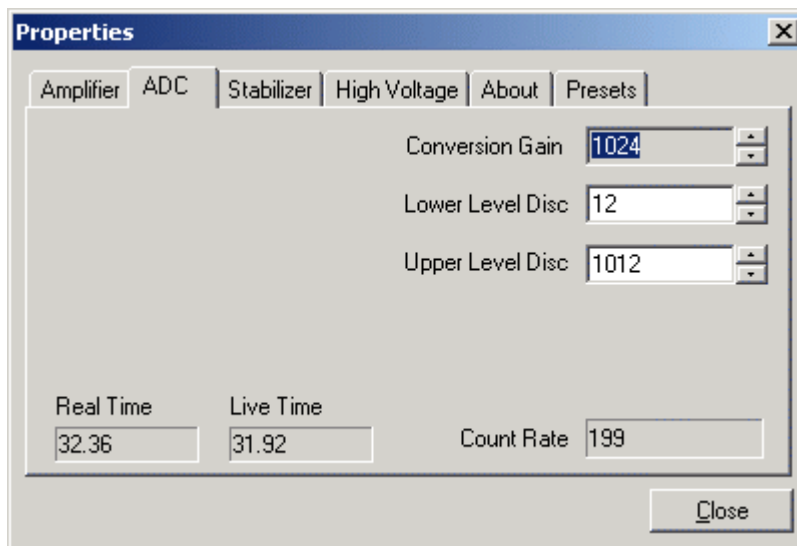 Properties
Amplifier ADC Stabilizer High Voltage About Presets
Conversion Gain 1024
Lower Level Disc 12
Upper Level Disc 1012
Real Time Live Time
32.36 31.92 Count Rate 199
Close